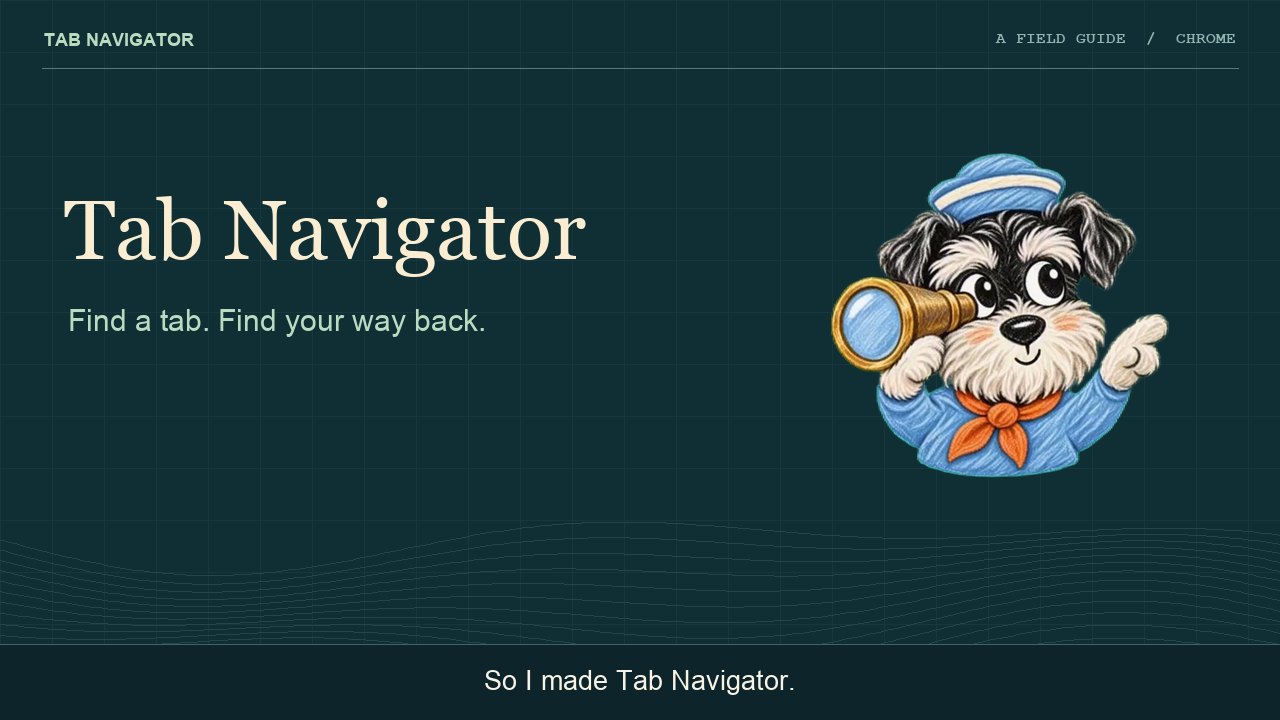 TAB NAVIGATOR
A FIELD GUIDE / CHROME
Tab Navigator
Find a tab. Find your way back.
So I made Tab Navigator.